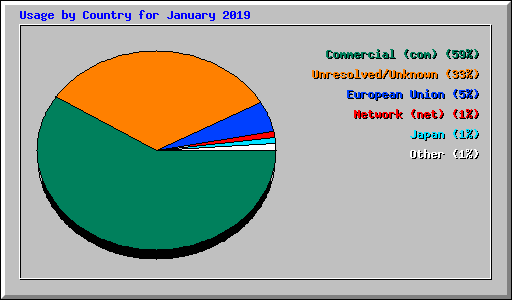 Usage by Country for January 2019
Commercial (com) (59%)
Unresolved/Unknown (33%)
European Union (5%)
Network (net) (1%)
Japan (1%)
Other (1%)